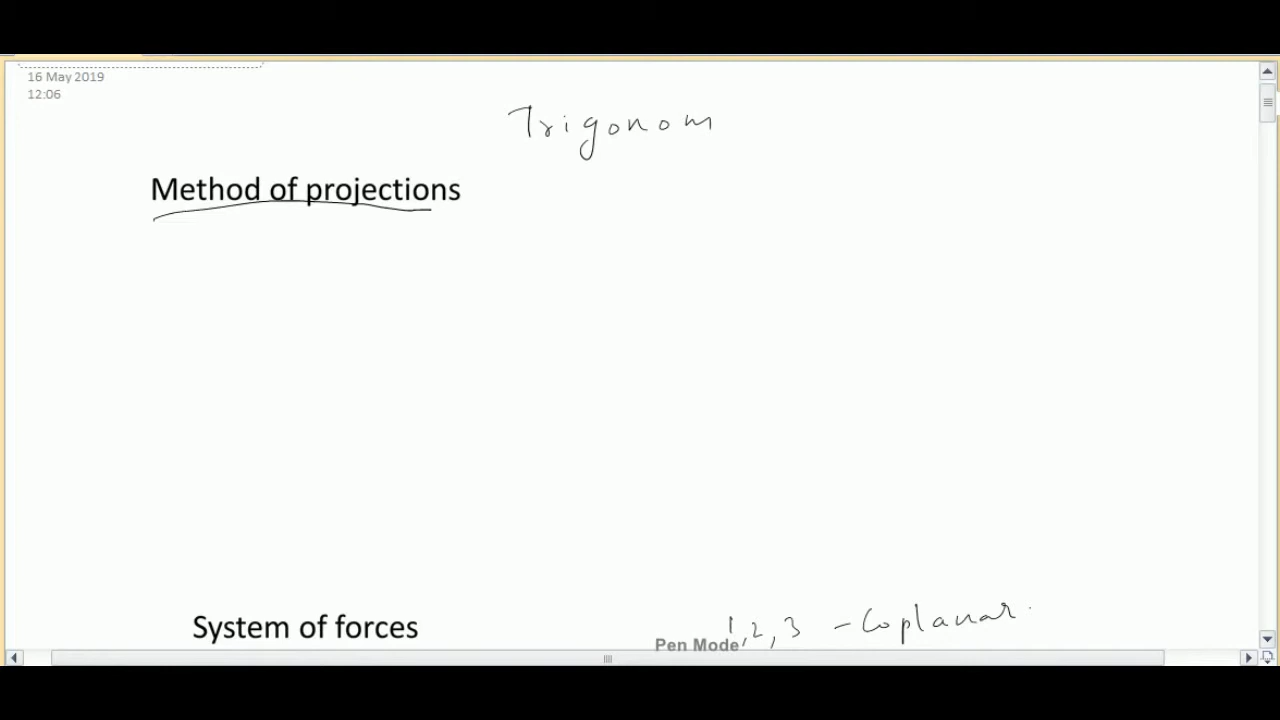 16 May 2019
12:06
Trigonom
Method of projections
System of forces
1,2,3 - Coplanar
Pen Mode